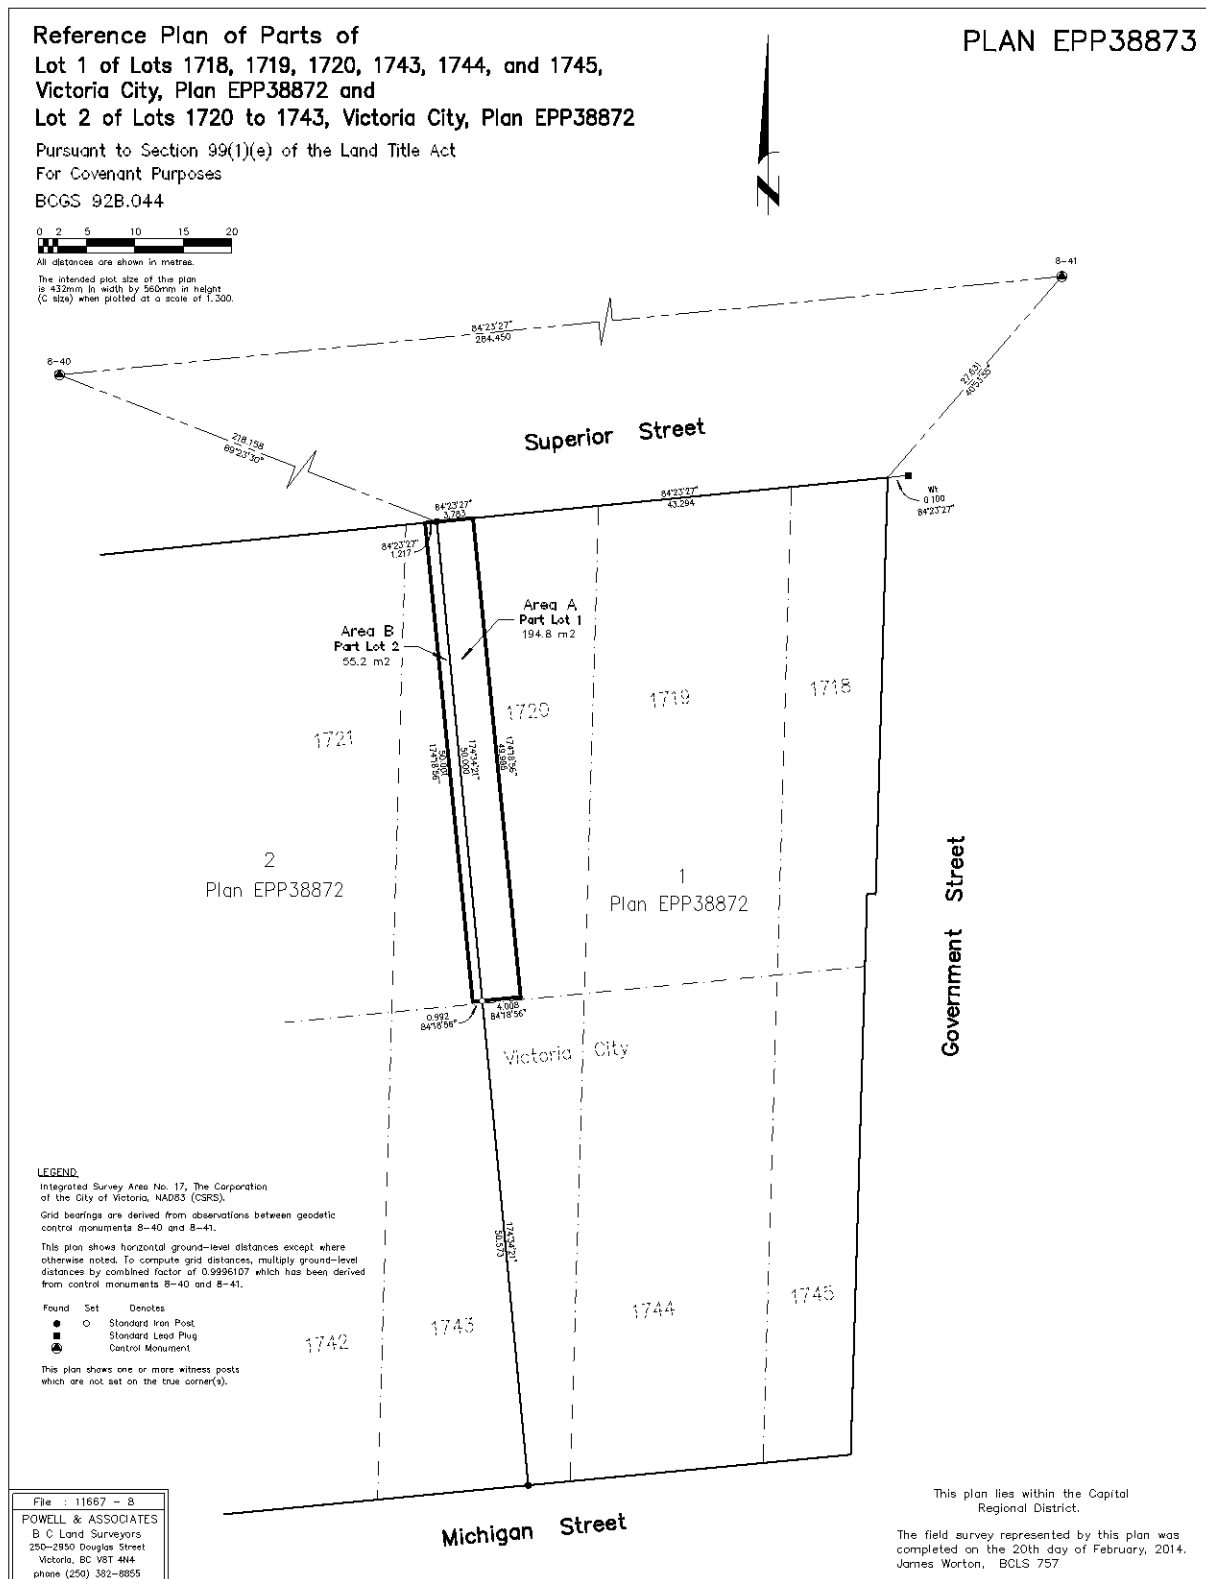 Reference Plan of Parts of
Lot 1 of Lots 1718, 1719, 1720, 1743, 1744, and 1745,
Victoria City, Plan EPP38872 and
Lot 2 of Lots 1720 to 1743, Victoria City, Plan EPP38872
Pursuant to Section 99(1)(e) of the Land Title Act
For Covenant Purposes
BCGS 92B.044
PLAN EPP38873
0 2 5 10 15 20
All distances are shown in metres.
The intended plot size of this plan
is 432mm in width by 560mm in height
(C size) when plotted at a scale of 1:300.
8-41
84°23'27"
284.450
8-40
27.631
40°53'55"
218.158
89°23'30"
Superior Street
84°23'27"
3.783
84°23'27"
43.294
Wt
0.100
84°23'27"
84°23'27"
1.217
Area A
Part Lot 1
194.8 m2
Area B
Part Lot 2
55.2 m2
1718
1719
1720
1721
50.001
174°18'56"
174°34'21"
50.000
174°18'56"
49.986
2
Plan EPP38872
1
Plan EPP38872
Government Street
0.992
84°18'56"
4.008
84°18'56"
Victoria City
LEGEND
Integrated Survey Area No. 17, The Corporation
of the City of Victoria, NAD83 (CSRS).
Grid bearings are derived from observations between geodetic
control monuments 8-40 and 8-41.
This plan shows horizontal ground-level distances except where
otherwise noted. To compute grid distances, multiply ground-level
distances by combined factor of 0.9996107 which has been derived
from control monuments 8-40 and 8-41.
Found Set Denotes
Standard Iron Post
Standard Lead Plug
Control Monument
This plan shows one or more witness posts
which are not set on the true corner(s).
174°34'21"
50.573
1745
1744
1743
1742
Michigan Street
File : 11667 - 8
POWELL & ASSOCIATES
B C Land Surveyors
250-2950 Douglas Street
Victoria, BC V8T 4N4
phone (250) 382-8855
This plan lies within the Capital
Regional District.
The field survey represented by this plan was
completed on the 20th day of February, 2014.
James Worton, BCLS 757